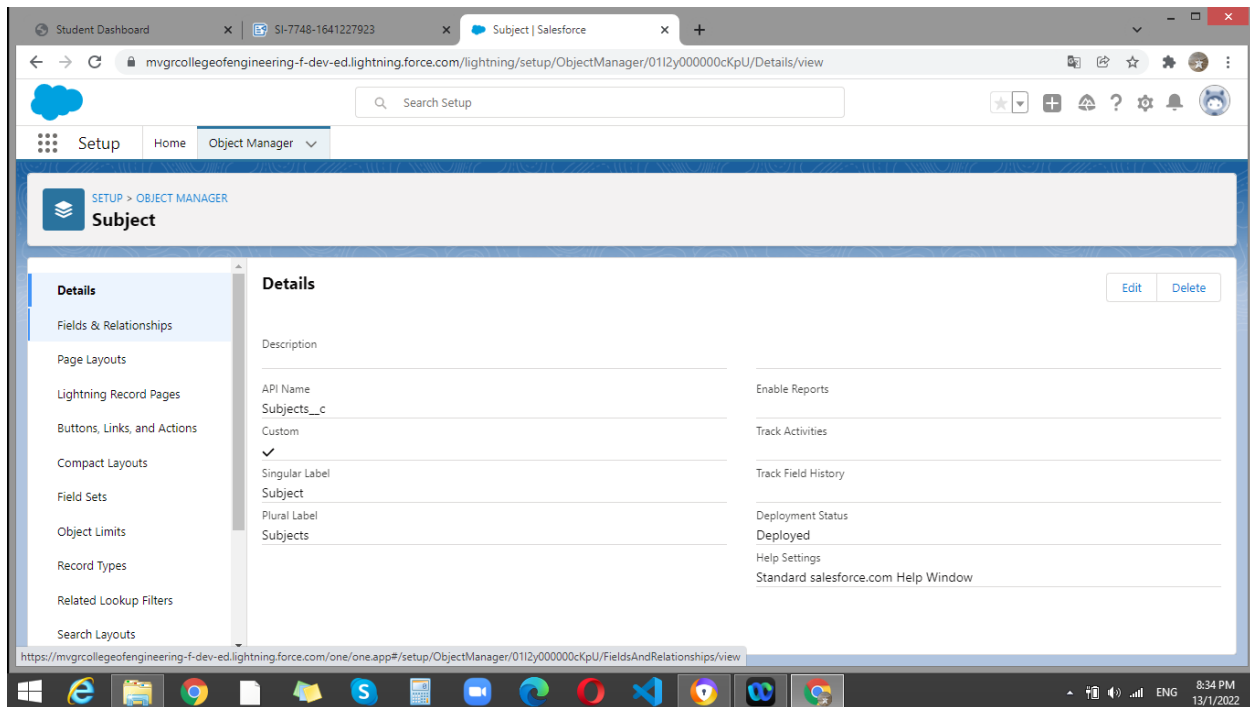 Student Dashboard
SI-7748-1641227923
Subject | Salesforce
mvgrcollegeofengineering-f-dev-ed.lightning.force.com/lightning/setup/ObjectManager/01I2y000000cKpU/Details/view
Search Setup
Setup
Home
Object Manager
SETUP > OBJECT MANAGER
Subject
Details
Fields & Relationships
Page Layouts
Lightning Record Pages
Buttons, Links, and Actions
Compact Layouts
Field Sets
Object Limits
Record Types
Related Lookup Filters
Search Layouts
Details
Edit
Delete
Description
API Name
Subjects__c
Custom
Singular Label
Subject
Plural Label
Subjects
Enable Reports
Track Activities
Track Field History
Deployment Status
Deployed
Help Settings
Standard salesforce.com Help Window
https://mvgrcollegeofengineering-f-dev-ed.lightning.force.com/one/one.app#/setup/ObjectManager/01I2y000000cKpU/FieldsAndRelationships/view
ENG
8:34 PM
13/1/2022